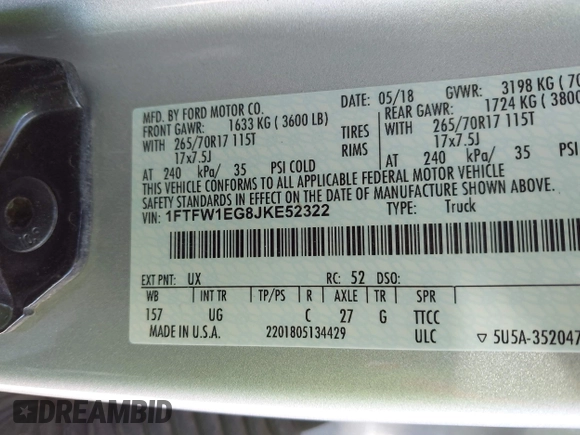 MFD. BY FORD MOTOR CO.
DATE: 05/18 GVWR: 3198 KG ( 70
FRONT GAWR: 1633 KG ( 3600 LB) REAR GAWR: 1724 KG ( 3800
WITH 265/70R17 115T TIRES WITH 265/70R17 115T
17x7.5J RIMS 17x7.5J
AT 240 kPa/ 35 PSI COLD AT 240 kPa/ 35 PSI
THIS VEHICLE CONFORMS TO ALL APPLICABLE FEDERAL MOTOR VEHICLE
SAFETY STANDARDS IN EFFECT ON THE DATE OF MANUFACTURE SHOWN ABOVE.
VIN: 1FTFW1EG8JKE52322 TYPE: Truck
EXT PNT: UX RC: 52 DSO:
WB INT TR TP/PS R AXLE TR SPR
157 UG C 27 G TTCC
MADE IN U.S.A. 2201805134429 ULC ▽ 5U5A-352047
DREAMBID